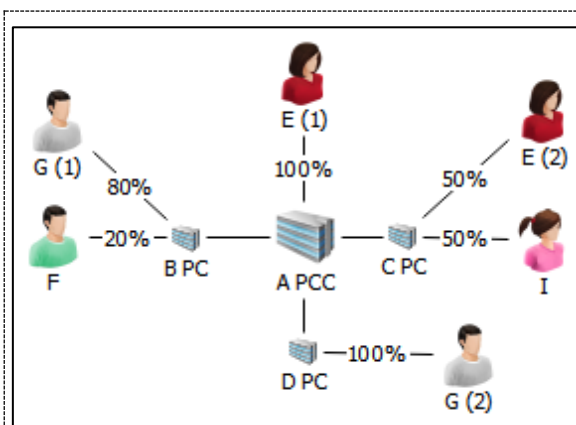 E (1)
G (1)
E (2)
80%
100%
50%
F
20%
B PC
A PCC
C PC
50%
I
D PC
100%
G (2)